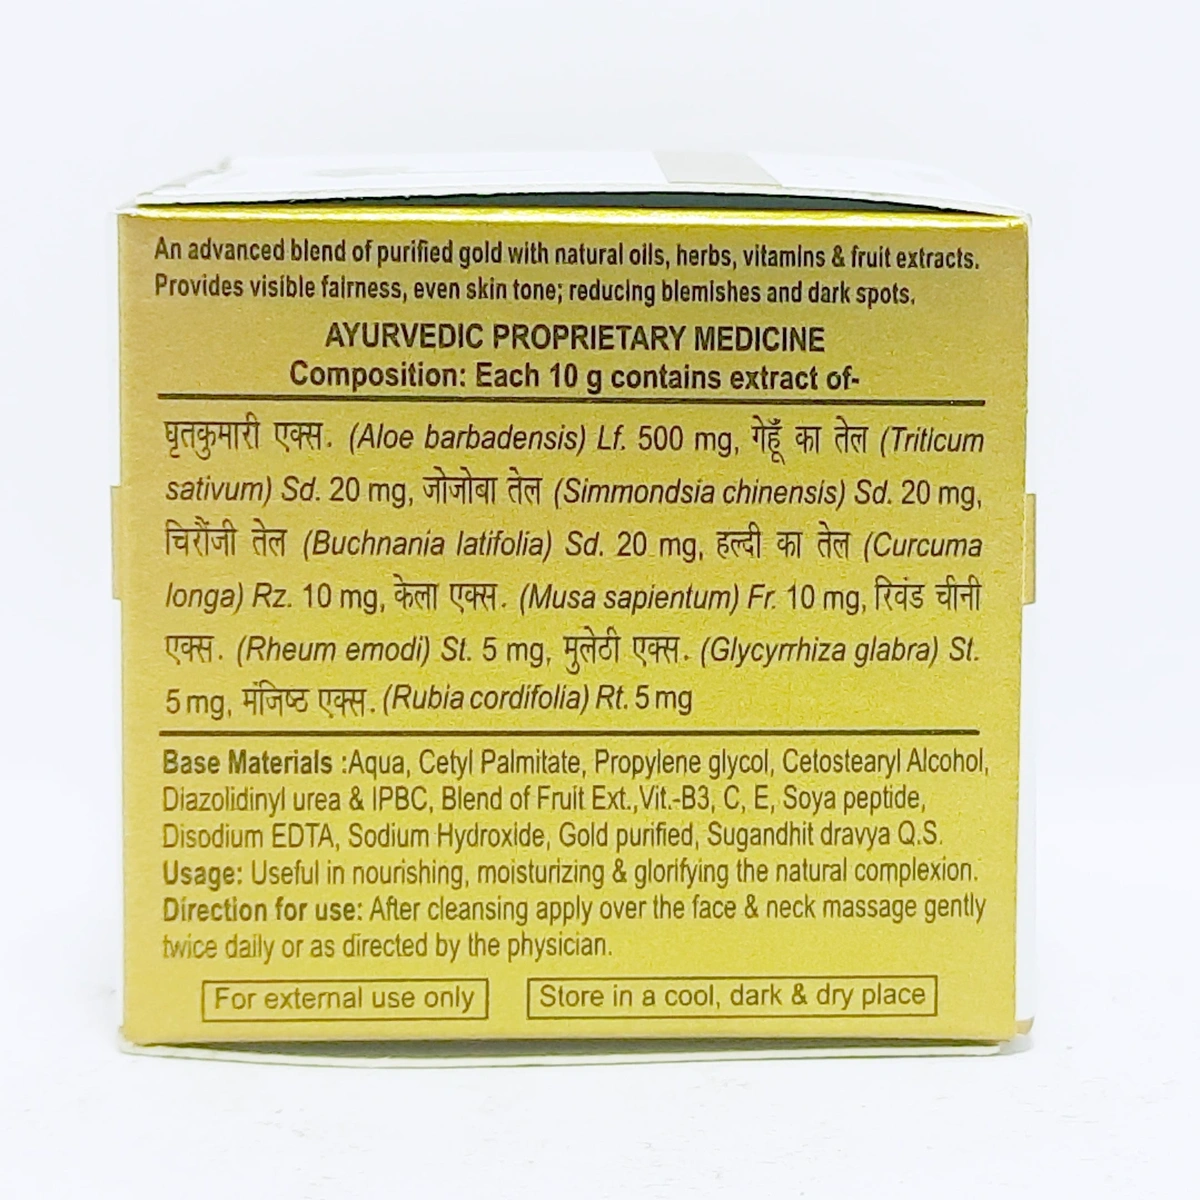 An advanced blend of purified gold with natural oils, herbs, vitamins & fruit extracts.
Provides visible fairness, even skin tone; reducing blemishes and dark spots.
AYURVEDIC PROPRIETARY MEDICINE
Composition: Each 10 g contains extract of-
घृतकुमारी एक्स. (Aloe barbadensis) Lf. 500 mg, गेहूँ का तेल (Triticum
sativum) Sd. 20 mg, जोजोबा तेल (Simmondsia chinensis) Sd. 20 mg,
चिरौंजी तेल (Buchnania latifolia) Sd. 20 mg, हल्दी का तेल (Curcuma
longa) Rz. 10 mg, केला एक्स. (Musa sapientum) Fr. 10 mg, रिवंड चीनी
एक्स. (Rheum emodi) St. 5 mg, मुलेठी एक्स. (Glycyrrhiza glabra) St.
5 mg, मंजिष्ठ एक्स. (Rubia cordifolia) Rt. 5 mg
Base Materials :Aqua, Cetyl Palmitate, Propylene glycol, Cetostearyl Alcohol,
Diazolidinyl urea & IPBC, Blend of Fruit Ext.,Vit.-B3, C, E, Soya peptide,
Disodium EDTA, Sodium Hydroxide, Gold purified, Sugandhit dravya Q.S.
Usage: Useful in nourishing, moisturizing & glorifying the natural complexion.
Direction for use: After cleansing apply over the face & neck massage gently
twice daily or as directed by the physician.
For external use only
Store in a cool, dark & dry place